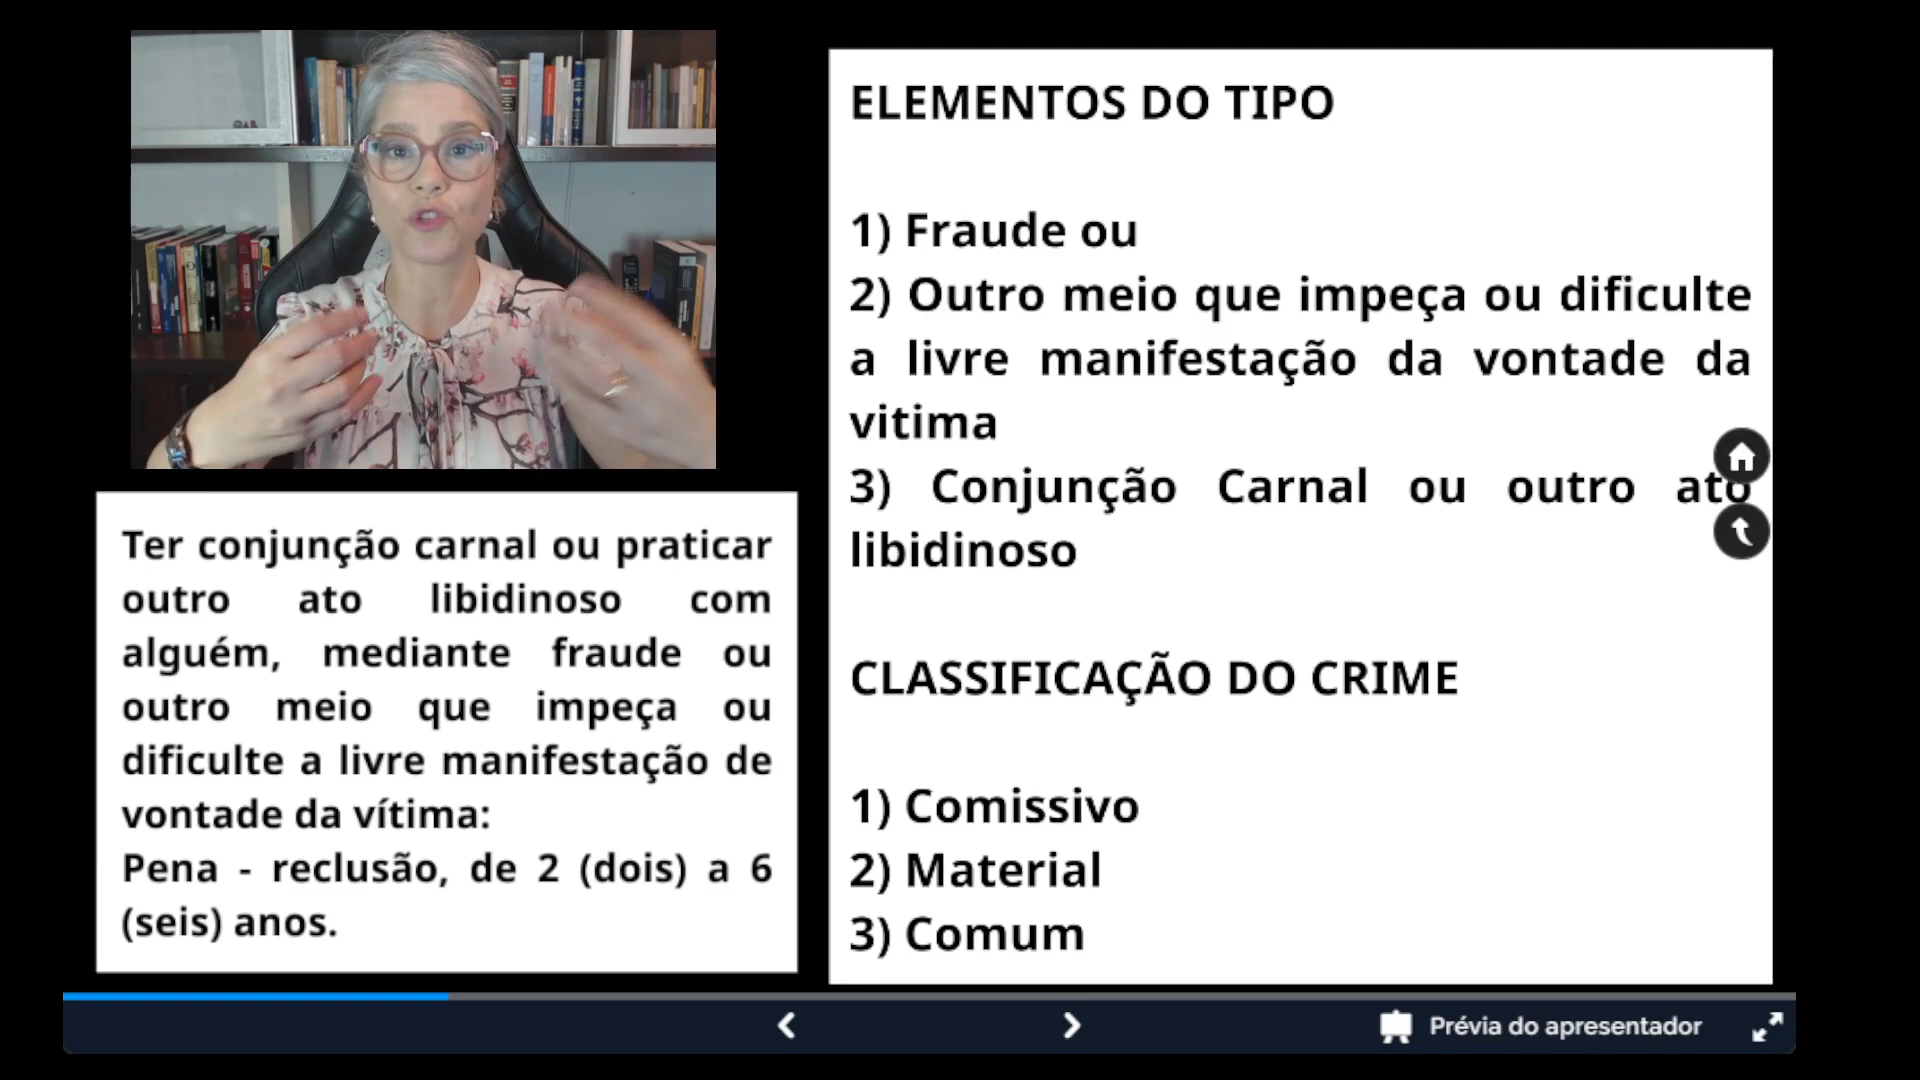 Ter conjunção carnal ou praticar
outro ato libidinoso com
alguém, mediante fraude ou
outro meio que impeça ou
dificulte a livre manifestação de
vontade da vítima:
Pena - reclusão, de 2 (dois) a 6
(seis) anos.
ELEMENTOS DO TIPO
1) Fraude ou
2) Outro meio que impeça ou dificulte
a livre manifestação da vontade da
vitima
3) Conjunção Carnal ou outro ato
libidinoso
CLASSIFICAÇÃO DO CRIME
1) Comissivo
2) Material
3) Comum
Prévia do apresentador